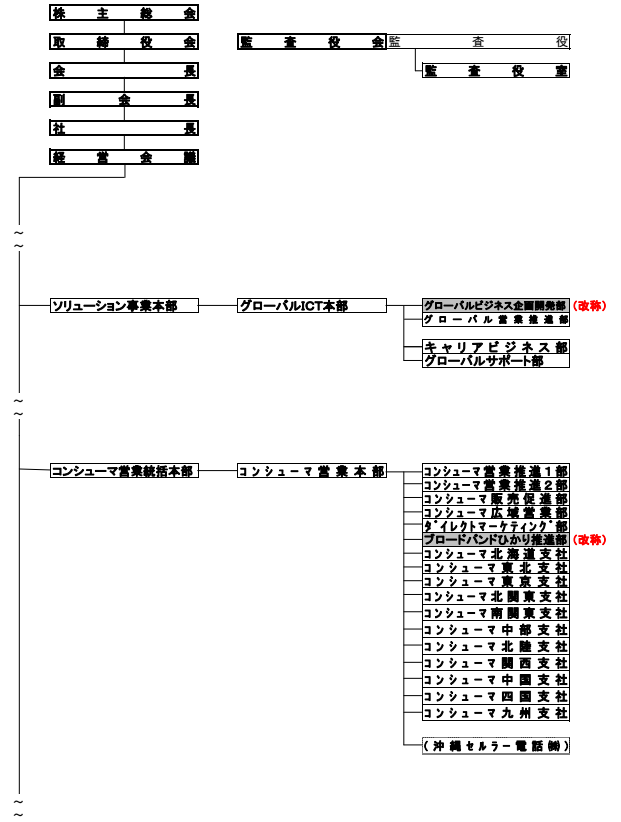 株主総会
取締役会
監査役会
監査役
会長
監査役室
副会長
社長
経営会議
～
～
ソリューション事業本部
グローバルICT本部
グローバルビジネス企画開発部
(改称)
グローバル営業推進部
キャリアビジネス部
グローバルサポート部
～
～
コンシューマ営業統括本部
コンシューマ営業本部
コンシューマ営業推進1部
コンシューマ営業推進2部
コンシューマ販売促進部
コンシューマ広域営業部
ダイレクトマーケティング部
ブロードバンドひかり推進部
(改称)
コンシューマ北海道支社
コンシューマ東北支社
コンシューマ東京支社
コンシューマ北関東支社
コンシューマ南関東支社
コンシューマ中部支社
コンシューマ北陸支社
コンシューマ関西支社
コンシューマ中国支社
コンシューマ四国支社
コンシューマ九州支社
(沖縄セルラー電話㈱)
～
～